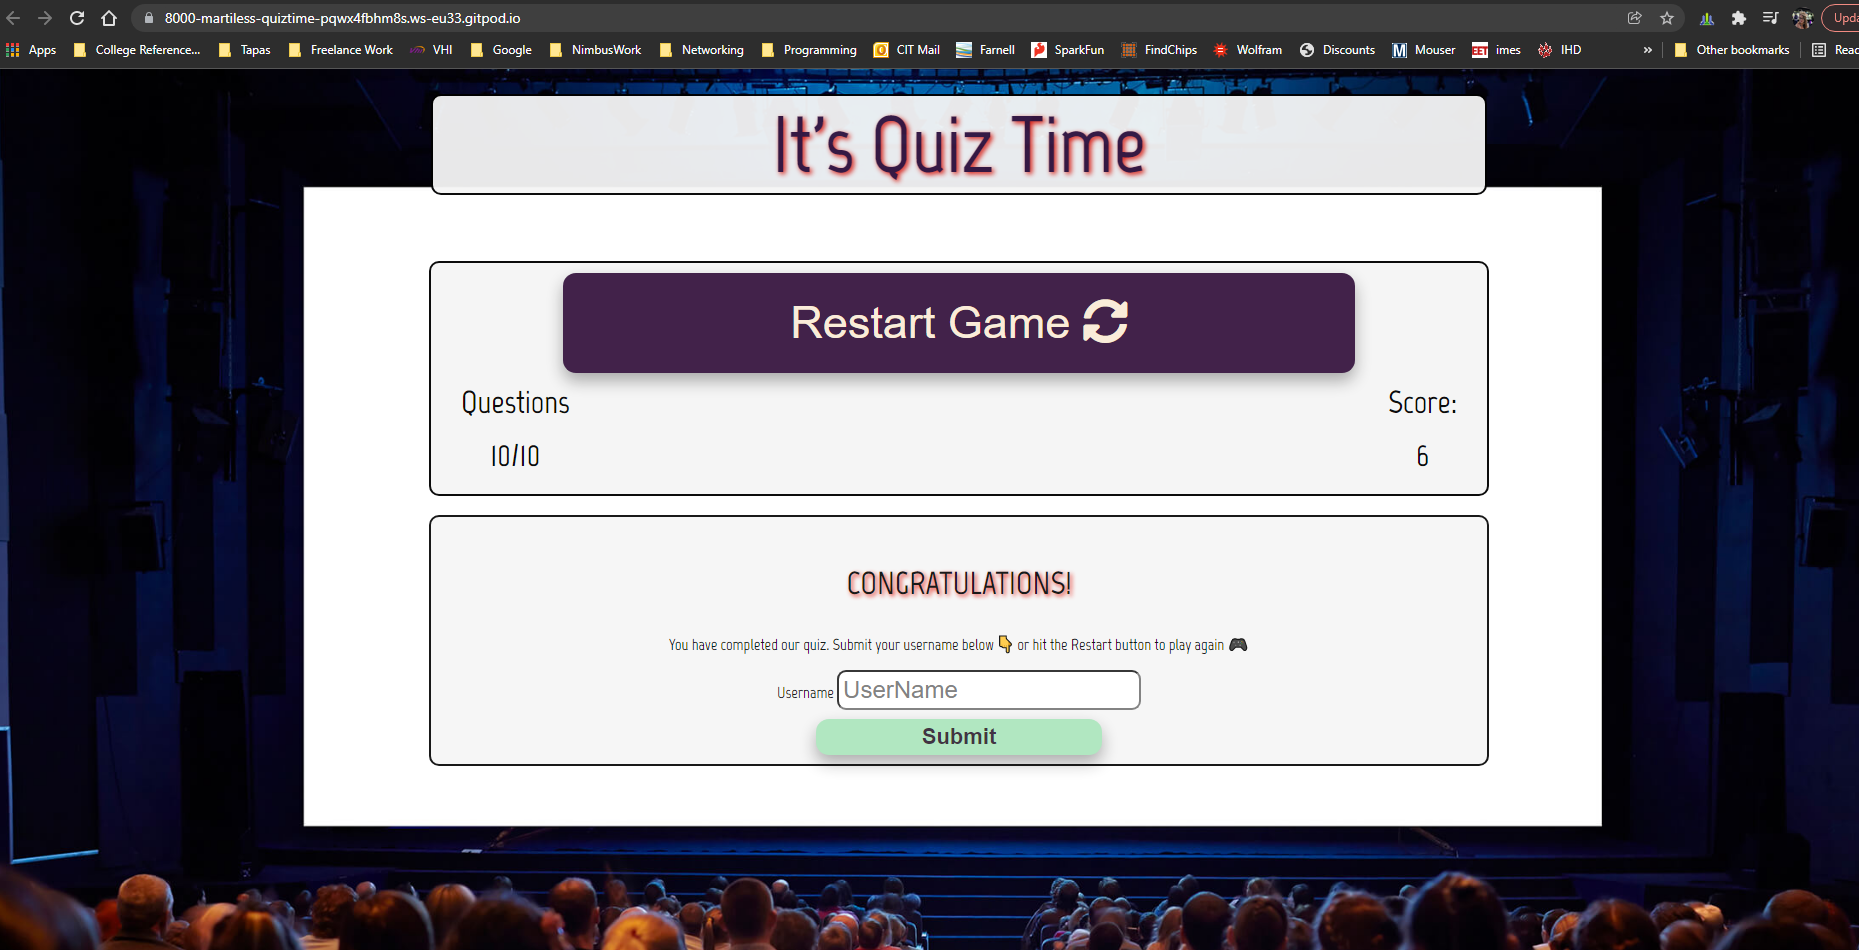 8000-martiless-quiztime-pqwx4fbhm8s.ws-eu33.gitpod.io
Upda
Apps College Reference... Tapas Freelance Work VHI Google NimbusWork Networking Programming CIT Mail Farnell SparkFun FindChips Wolfram Discounts M Mouser EET imes IHD » Other bookmarks Reac
It's Quiz Time
Restart Game
Questions Score:
10/10 6
CONGRATULATIONS!
You have completed our quiz. Submit your username below 👇 or hit the Restart button to play again 🎮
Username UserName
Submit